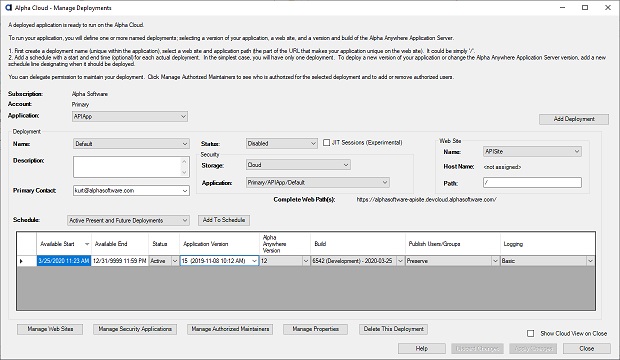 Alpha Cloud - Manage Deployments
A deployed application is ready to run on the Alpha Cloud.
To run your application, you will define one or more named deployments; selecting a version of your application, a web site, and a version and build of the Alpha Anywhere Application Server.
1. First create a deployment name (unique within the application), select a web site and application path (the part of the URL that makes your application unique on the web site). It could be simply '/'.
2. Add a schedule with a start and end time (optional) for each actual deployment. In the simplest case, you will have only one deployment. To deploy a new version of your application or change the Alpha Anywhere Application Server version, add a new
schedule line designating when it should be deployed.
You can delegate permission to maintain your deployment. Click Manage Authorized Maintainers to see who is authorized for the selected deployment and to add or remove authorized users.
Subscription: Alpha Software
Account: Primary
Application: APIApp
Add Deployment
Deployment
Name: Default
Description:
Primary Contact: kurt@alphasoftware.com
Status: Disabled
JIT Sessions (Experimental)
Security
Storage: Cloud
Application: Primary/APIApp/Default
Web Site
Name: APISite
Host Name: <not assigned>
Path: /
Complete Web Path(s): https://alphasoftware-apisite.devcloud.alphasoftware.com/
Schedule: Active Present and Future Deployments
Add To Schedule
Available Start Available End Status Application Version Alpha Anywhere Version Build Publish Users/Groups Logging
3/25/2020 11:23 AM 12/31/9999 11:59 PM Active 15 (2019-11-08 10:12 AM) 12 6542 (Development) - 2020-03-25 Preserve Basic
Manage Web Sites Manage Security Applications Manage Authorized Maintainers Manage Properties Delete This Deployment
Show Cloud View on Close
Help
Close